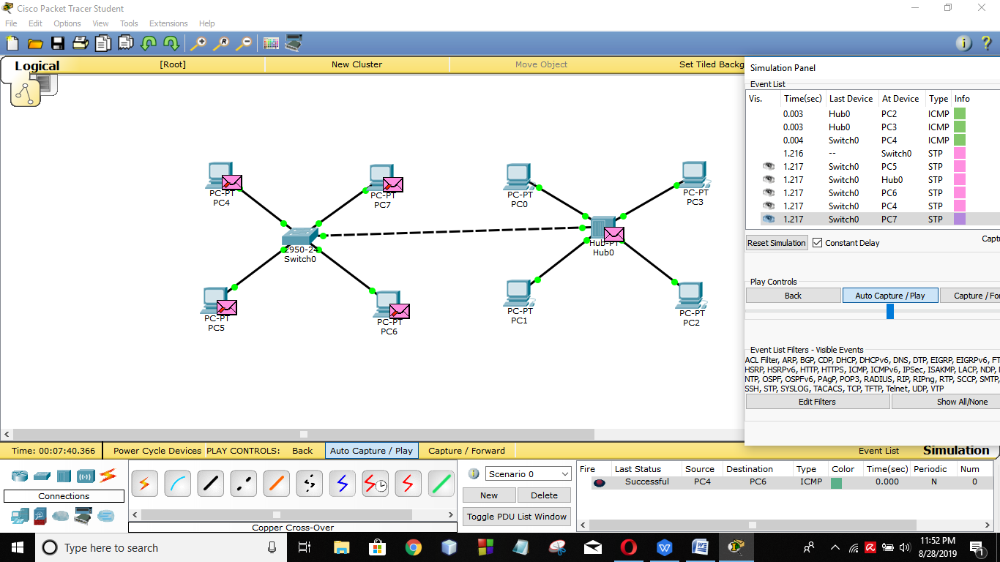 Cisco Packet Tracer Student
File Edit Options View Tools Extensions Help
Logical [Root] New Cluster Move Object Set Tiled Backg
Simulation Panel
Event List
Vis. Time(sec) Last Device At Device Type Info
0.003 Hub0 PC2 ICMP
0.003 Hub0 PC3 ICMP
0.004 Switch0 PC4 ICMP
1.216 -- Switch0 STP
1.217 Switch0 PC5 STP
1.217 Switch0 Hub0 STP
1.217 Switch0 PC6 STP
1.217 Switch0 PC4 STP
1.217 Switch0 PC7 STP
Reset Simulation Constant Delay Captu
Play Controls
Back Auto Capture / Play Capture / For
Event List Filters - Visible Events
ACL Filter, ARP, BGP, CDP, DHCP, DHCPv6, DNS, DTP, EIGRP, EIGRPv6, FT
HSRP, HSRPv6, HTTP, HTTPS, ICMP, ICMPv6, IPSec, ISAKMP, LACP, NDP,
NTP, OSPF, OSPFv6, PAgP, POP3, RADIUS, RIP, RIPng, RTP, SCCP, SMTP,
SSH, STP, SYSLOG, TACACS, TCP, TFTP, Telnet, UDP, VTP
Edit Filters Show All/None
PC-PT
PC4
PC-PT
PC7
PC-PT
PC0
PC-PT
PC3
2950-24
Switch0
Hub-PT
Hub0
PC-PT
PC5
PC-PT
PC6
PC-PT
PC1
PC-PT
PC2
Time: 00:07:40.366 Power Cycle Devices PLAY CONTROLS: Back Auto Capture / Play Capture / Forward Event List Simulation
Connections
Copper Cross-Over
Scenario 0
New Delete
Toggle PDU List Window
Fire Last Status Source Destination Type Color Time(sec) Periodic Num
Successful PC4 PC6 ICMP 0.000 N 0
Type here to search
11:52 PM
8/28/2019
1